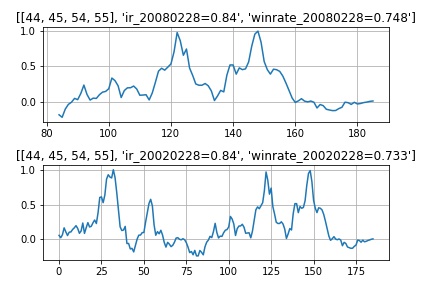 [[44, 45, 54, 55], 'ir_20080228=0.84', 'winrate_20080228=0.748']
1.0
0.5
0.0
80 100 120 140 160 180
[[44, 45, 54, 55], 'ir_20020228=0.84', 'winrate_20020228=0.733']
1.0
0.5
0.0
0 25 50 75 100 125 150 175